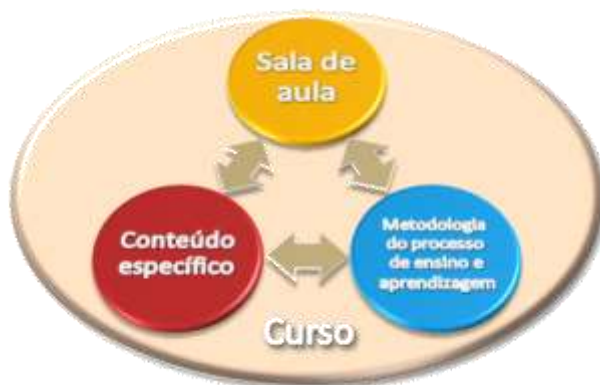 Sala de
aula
Conteúdo
específico
Metodologia
do processo
de ensino e
aprendizagem
Curso